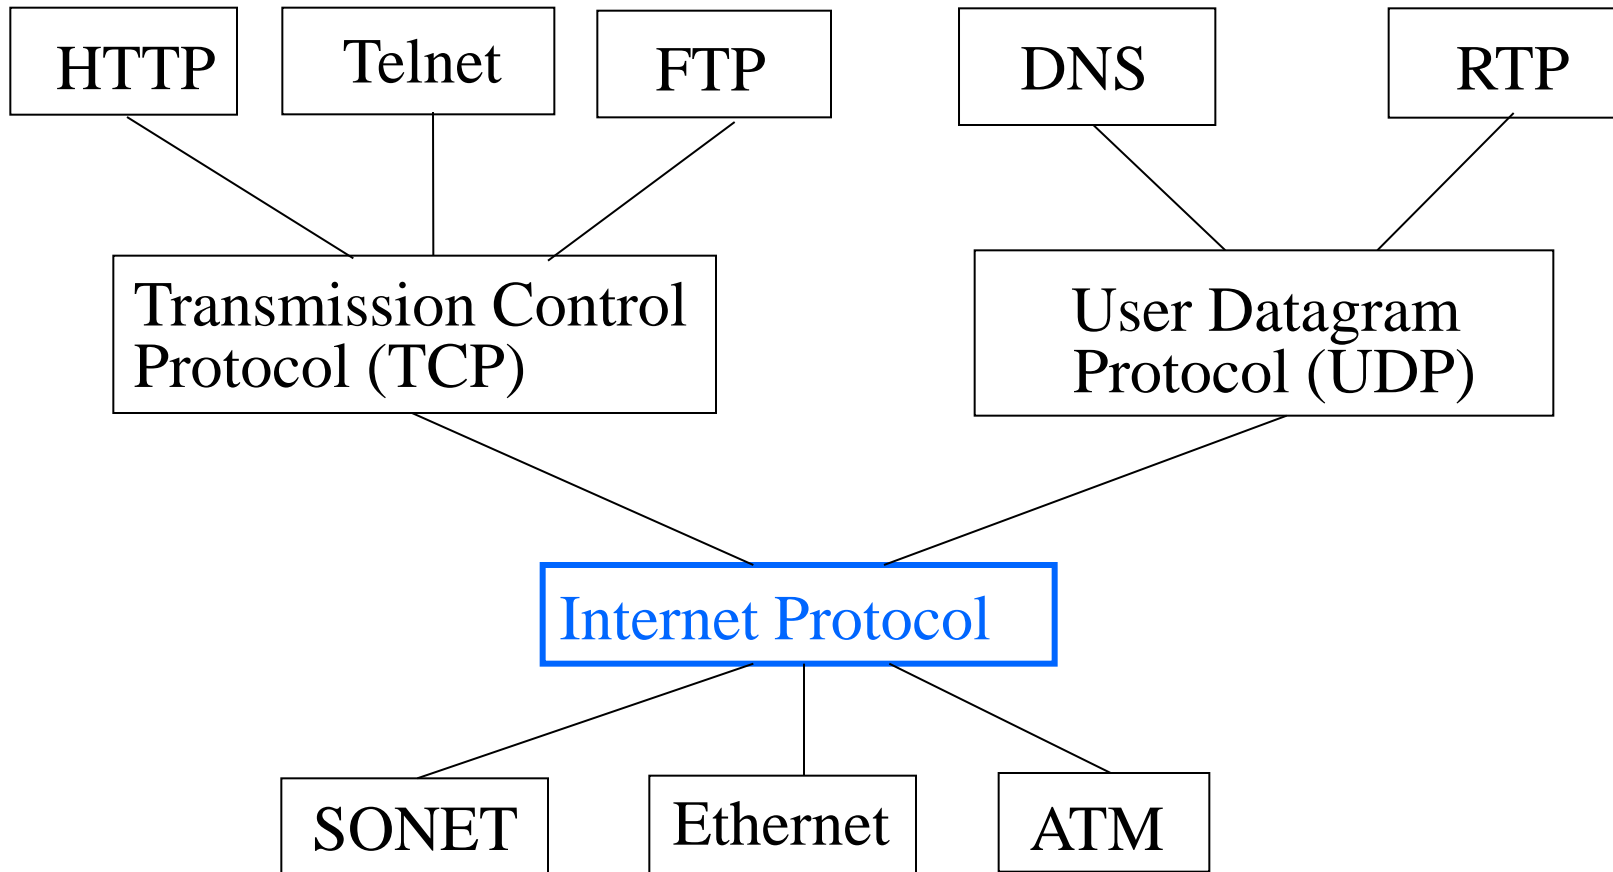 HTTP
Telnet
FTP
DNS
RTP
Transmission Control
Protocol (TCP)
User Datagram
Protocol (UDP)
Internet Protocol
SONET
Ethernet
ATM